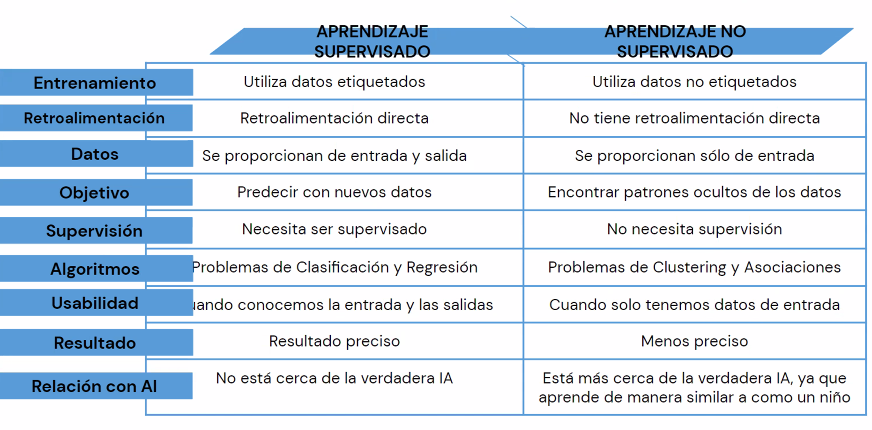 APRENDIZAJE
SUPERVISADO
APRENDIZAJE NO
SUPERVISADO
Entrenamiento
Utiliza datos etiquetados
Utiliza datos no etiquetados
Retroalimentación
Retroalimentación directa
No tiene retroalimentación directa
Datos
Se proporcionan de entrada y salida
Se proporcionan sólo de entrada
Objetivo
Predecir con nuevos datos
Encontrar patrones ocultos de los datos
Supervisión
Necesita ser supervisado
No necesita supervisión
Algoritmos
Problemas de Clasificación y Regresión
Problemas de Clustering y Asociaciones
Usabilidad
uando conocemos la entrada y las salidas
Cuando solo tenemos datos de entrada
Resultado
Resultado preciso
Menos preciso
Relación con AI
No está cerca de la verdadera IA
Está más cerca de la verdadera IA, ya que
aprende de manera similar a como un niño